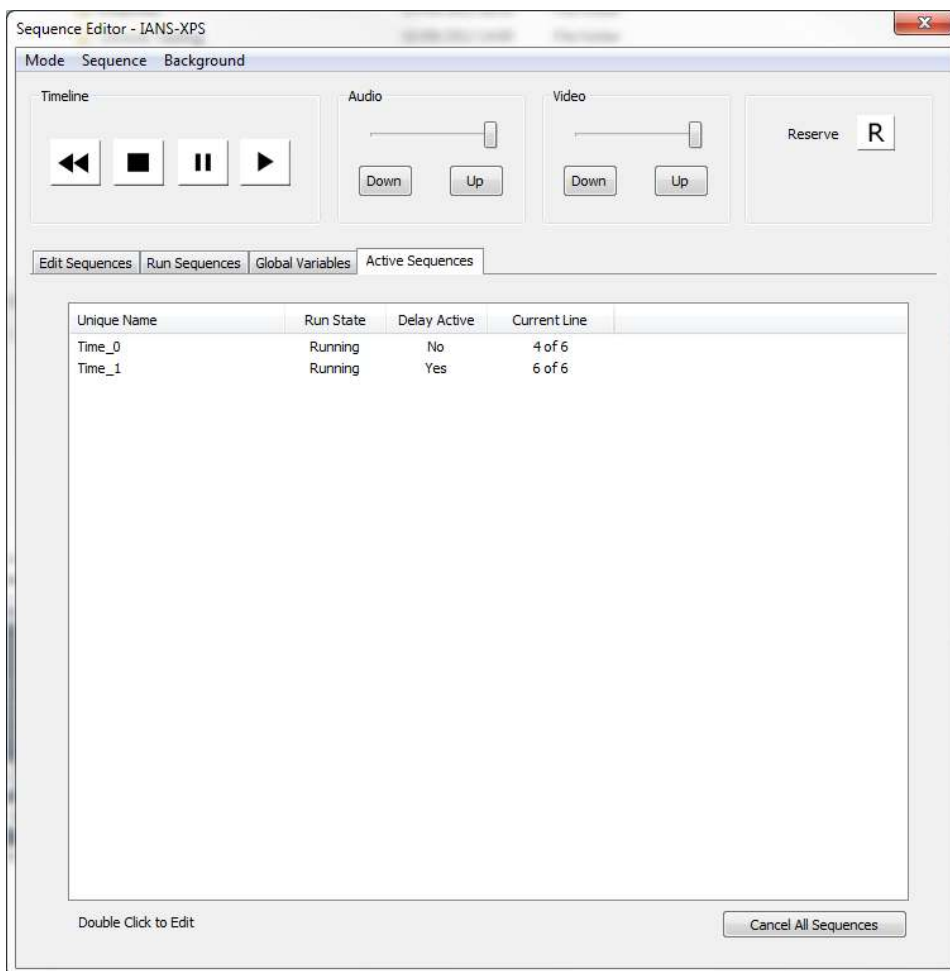 Sequence Editor - IANS-XPS
Mode Sequence Background
Timeline Audio Video
Reserve R
Down Up Down Up
Edit Sequences Run Sequences Global Variables Active Sequences
Unique Name Run State Delay Active Current Line
Time_0 Running No 4 of 6
Time_1 Running Yes 6 of 6
Double Click to Edit Cancel All Sequences